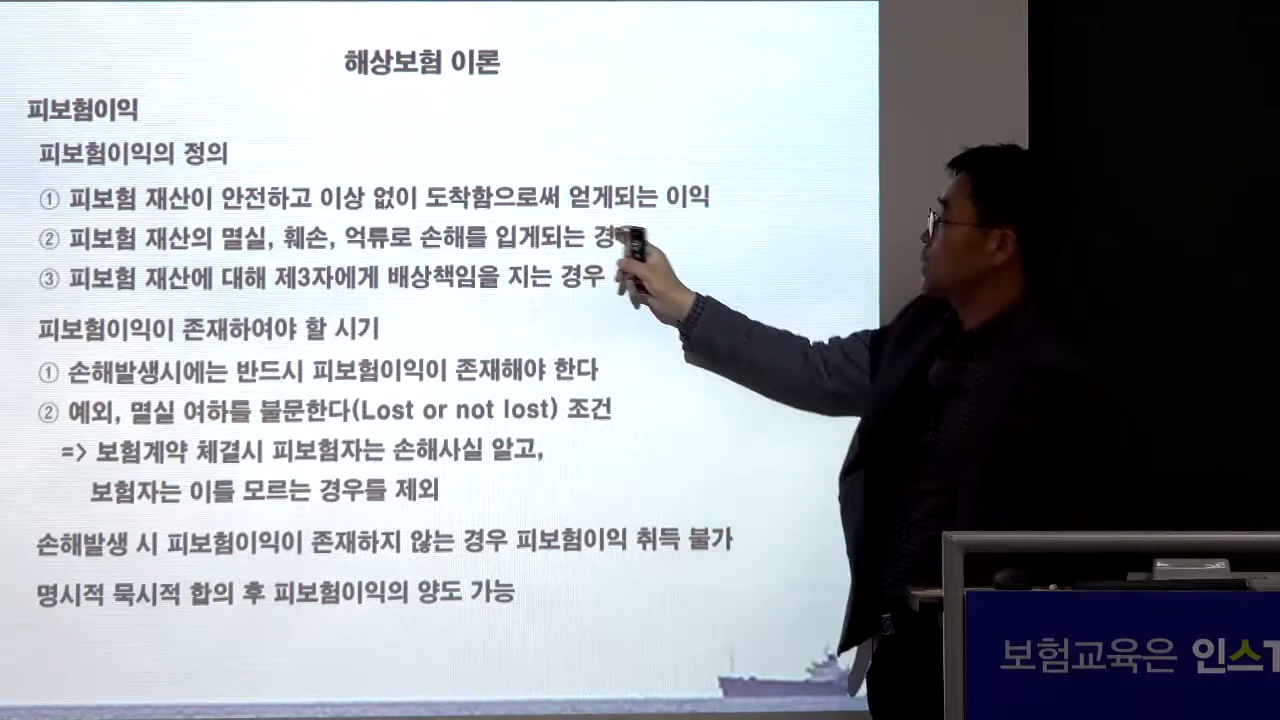 해상보험 이론
피보험이익
피보험이익의 정의
① 피보험 재산이 안전하고 이상 없이 도착함으로써 얻게되는 이익
② 피보험 재산의 멸실, 훼손, 억류로 손해를 입게되는
③ 피보험 재산에 대해 제3자에게 배상책임을 지는 경우
피보험이익이 존재하여야 할 시기
① 손해발생시에는 반드시 피보험이익이 존재해야 한다
② 예외, 멸실 여하를 불문한다(Lost or not lost) 조건
=> 보험계약 체결시 피보험자는 손해사실 알고,
보험자는 이를 모르는 경우를 제외
손해발생 시 피보험이익이 존재하지 않는 경우 피보험이익 취득 불가
명시적 묵시적 합의 후 피보험이익의 양도 가능
보험교육은 인스